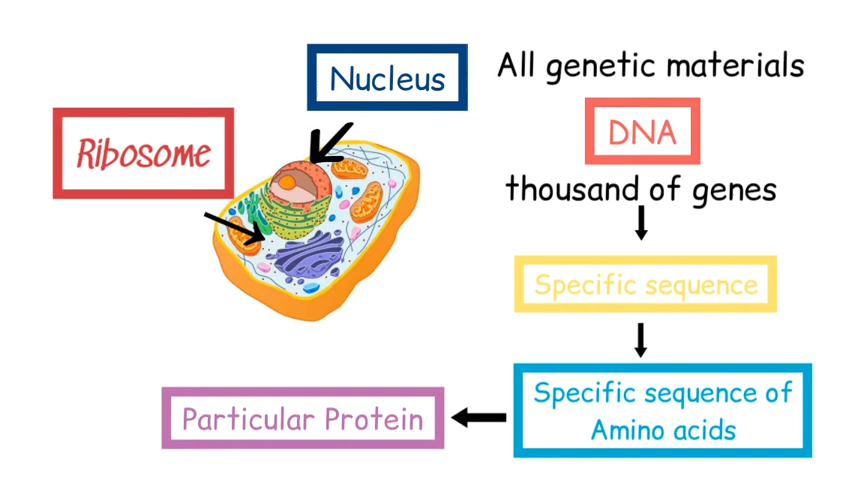 Nucleus
All genetic materials
Ribosome
DNA
thousand of genes
Specific sequence
Specific sequence of
Amino acids
Particular Protein